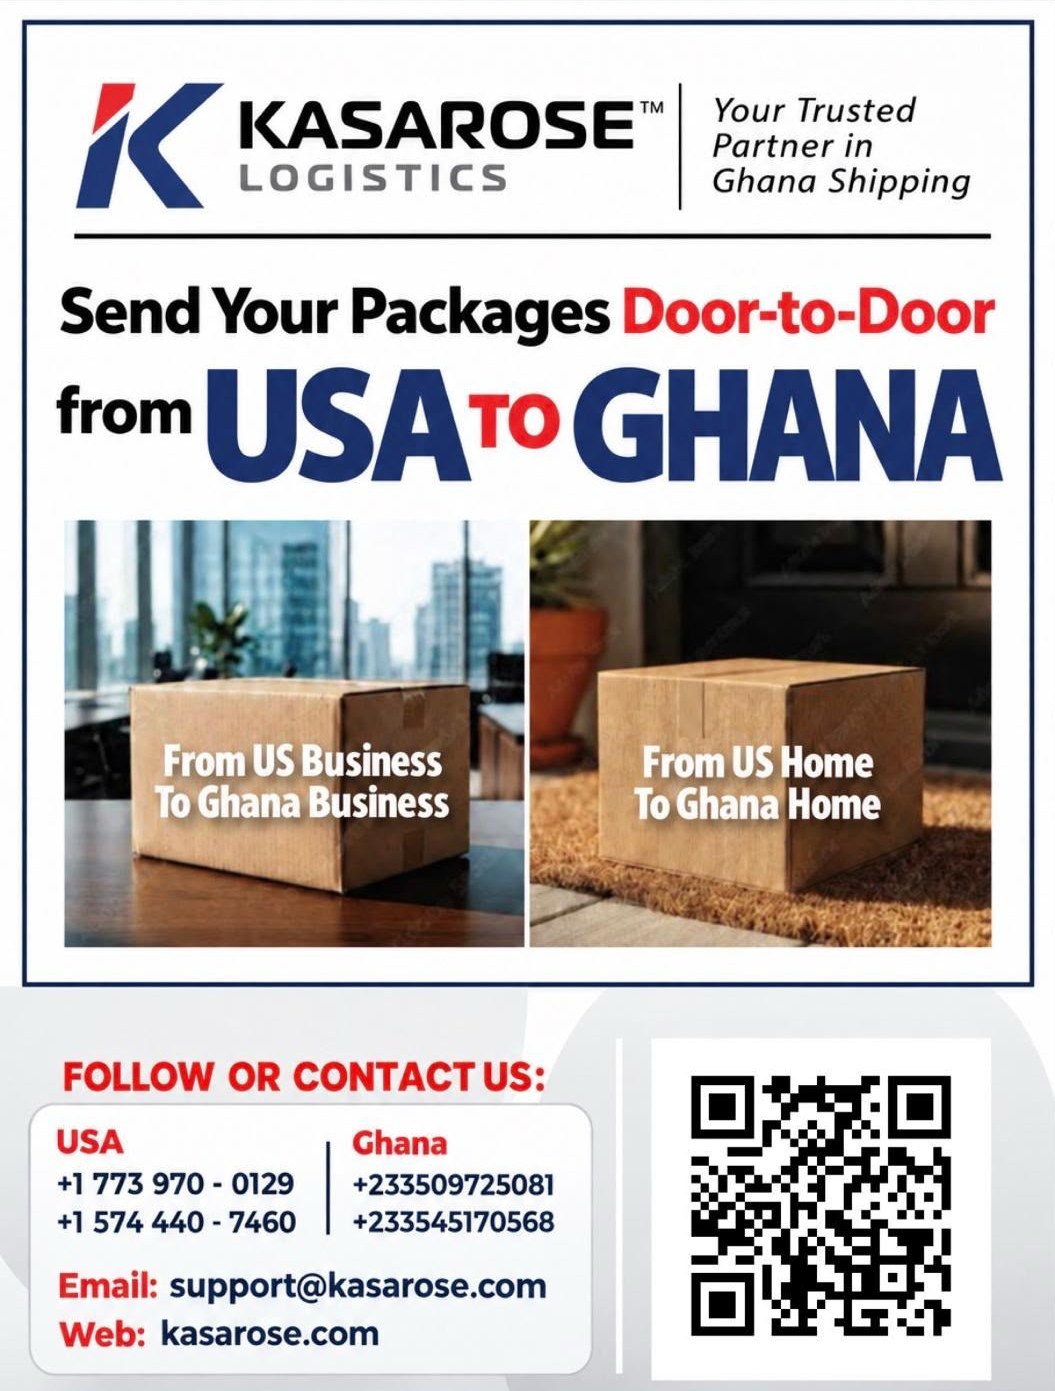 KASAROSE™
LOGISTICS
Your Trusted
Partner in
Ghana Shipping
Send Your Packages Door-to-Door
from USA TO GHANA
From US Business
To Ghana Business
From US Home
To Ghana Home
FOLLOW OR CONTACT US:
USA
+1 773 970 - 0129
+1 574 440 - 7460
Ghana
+233509725081
+233545170568
Email: support@kasarose.com
Web: kasarose.com